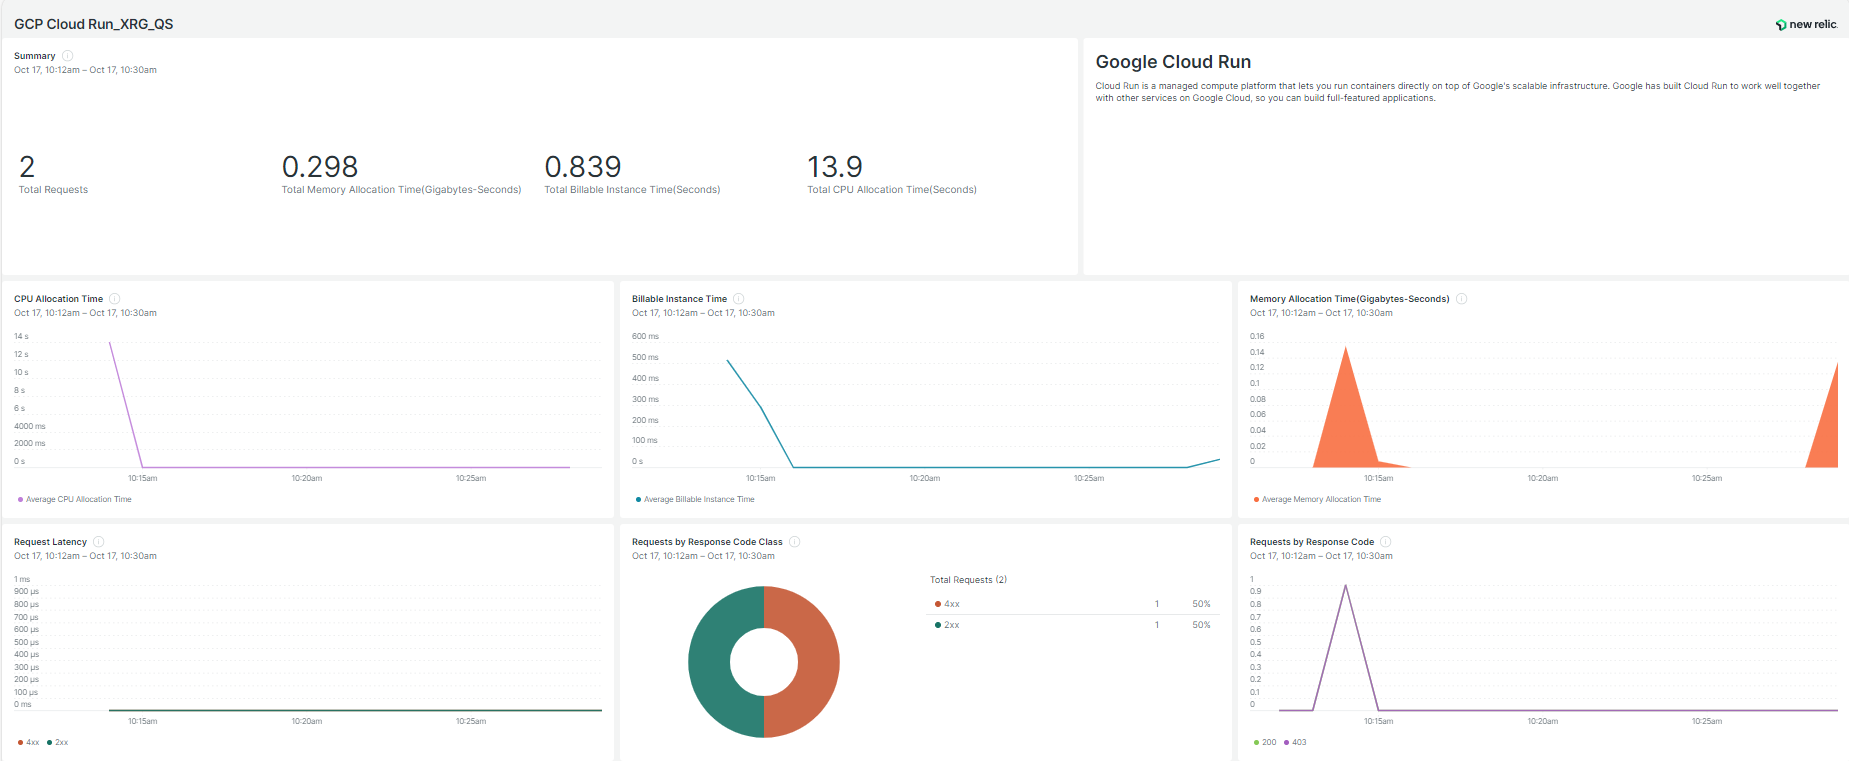 GCP Cloud Run_XRG_QS
new relic
Summary
Oct 17, 10:12am – Oct 17, 10:30am
2
Total Requests
0.298
Total Memory Allocation Time(Gigabytes-Seconds)
0.839
Total Billable Instance Time(Seconds)
13.9
Total CPU Allocation Time(Seconds)
Google Cloud Run
Cloud Run is a managed compute platform that lets you run containers directly on top of Google's scalable infrastructure. Google has built Cloud Run to work well together
with other services on Google Cloud, so you can build full-featured applications.
CPU Allocation Time
Oct 17, 10:12am – Oct 17, 10:30am
14 s
12 s
10 s
8 s
6 s
4000 ms
2000 ms
0 s
10:15am 10:20am 10:25am
Average CPU Allocation Time
Billable Instance Time
Oct 17, 10:12am – Oct 17, 10:30am
600 ms
500 ms
400 ms
300 ms
200 ms
100 ms
0 s
10:15am 10:20am 10:25am
Average Billable Instance Time
Memory Allocation Time(Gigabytes-Seconds)
Oct 17, 10:12am – Oct 17, 10:30am
0.16
0.14
0.12
0.1
0.08
0.06
0.04
0.02
0
10:15am 10:20am 10:25am
Average Memory Allocation Time
Request Latency
Oct 17, 10:12am – Oct 17, 10:30am
1 ms
900 µs
800 µs
700 µs
600 µs
500 µs
400 µs
300 µs
200 µs
100 µs
0 ms
10:15am 10:20am 10:25am
4xx 2xx
Requests by Response Code Class
Oct 17, 10:12am – Oct 17, 10:30am
Total Requests (2)
4xx 1 50%
2xx 1 50%
Requests by Response Code
Oct 17, 10:12am – Oct 17, 10:30am
1
0.9
0.8
0.7
0.6
0.5
0.4
0.3
0.2
0.1
0
10:15am 10:20am 10:25am
200 403